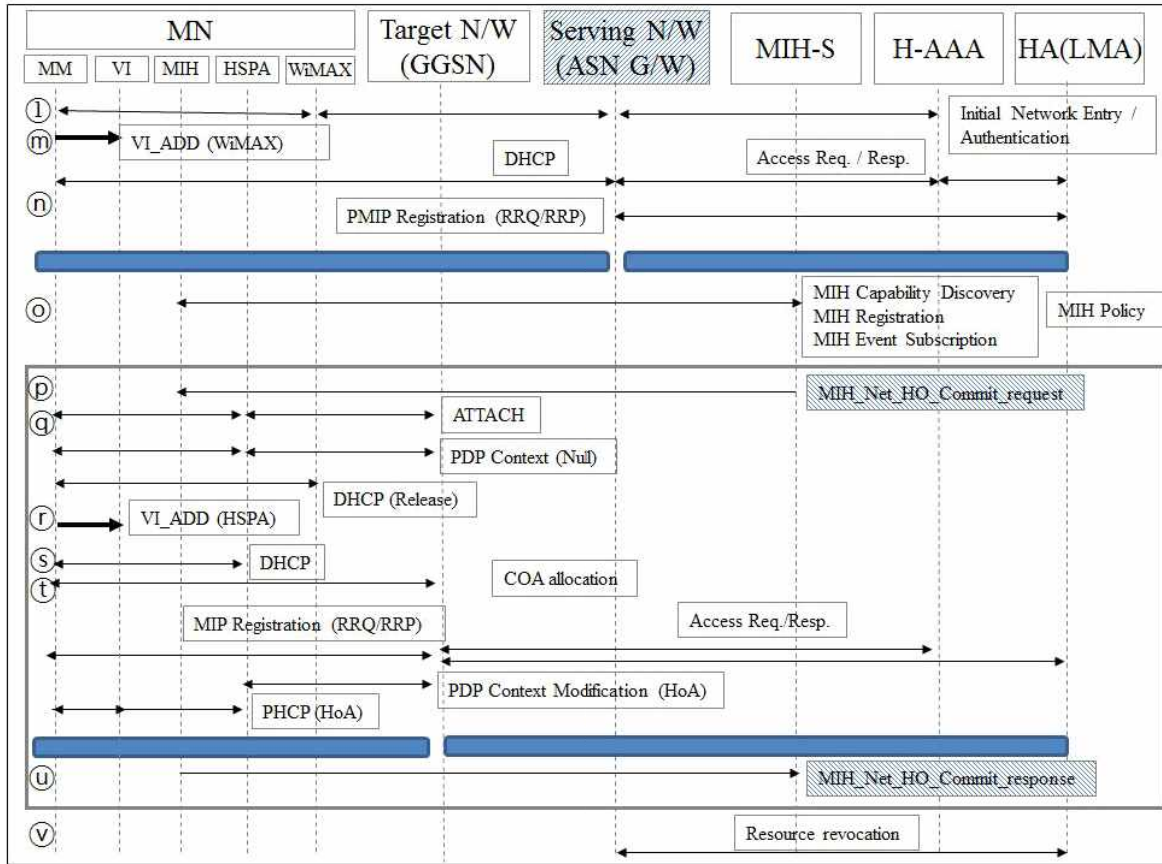 MN
Target N/W
(GGSN)
Serving N/W
(ASN G/W)
MIH-S
H-AAA
HA(LMA)
MM
VI
MIH
HSPA
WiMAX
ⓛ
Initial Network Entry /
Authentication
ⓜ
VI_ADD (WiMAX)
DHCP
Access Req. / Resp.
ⓝ
PMIP Registration (RRQ/RRP)
ⓞ
MIH Capability Discovery
MIH Registration
MIH Event Subscription
MIH Policy
ⓟ
MIH_Net_HO_Commit_request
ⓠ
ATTACH
PDP Context (Null)
DHCP (Release)
ⓡ
VI_ADD (HSPA)
ⓢ
DHCP
ⓣ
COA allocation
MIP Registration (RRQ/RRP)
Access Req./Resp.
PDP Context Modification (HoA)
PHCP (HoA)
ⓤ
MIH_Net_HO_Commit_response
ⓥ
Resource revocation